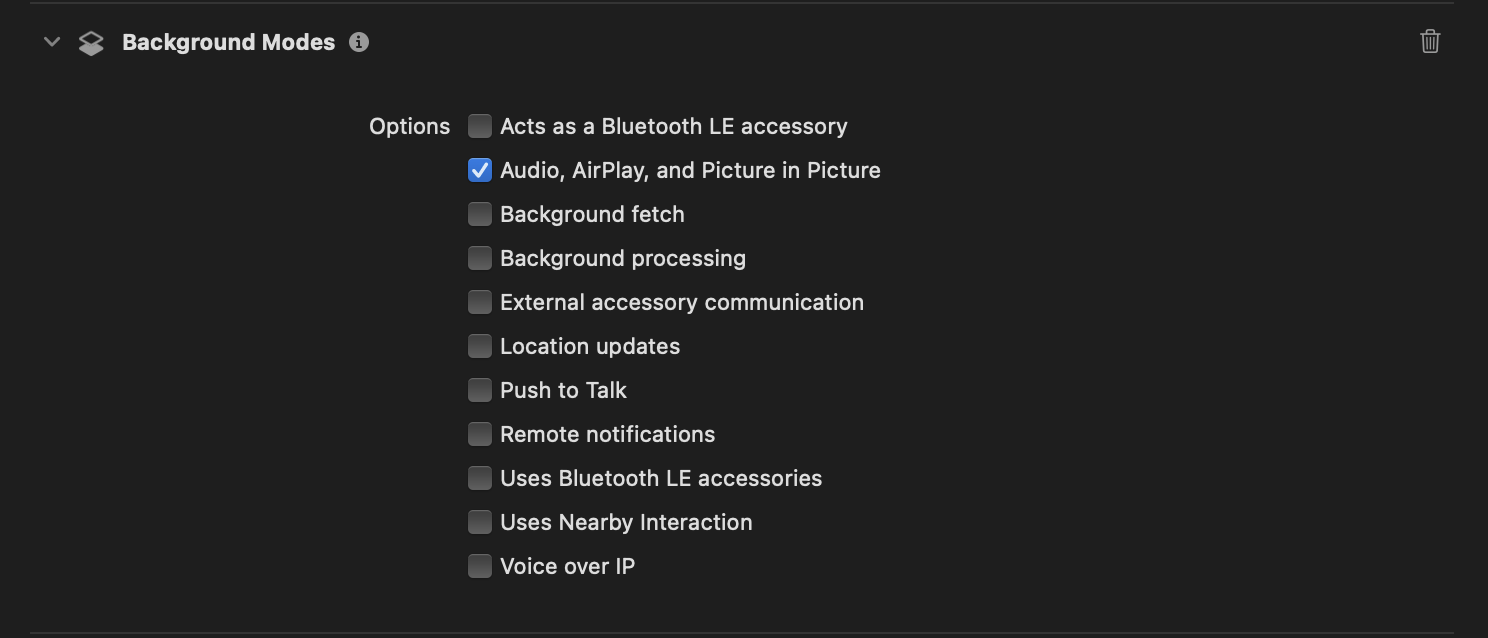 Background Modes
Options Acts as a Bluetooth LE accessory
Audio, AirPlay, and Picture in Picture
Background fetch
Background processing
External accessory communication
Location updates
Push to Talk
Remote notifications
Uses Bluetooth LE accessories
Uses Nearby Interaction
Voice over IP